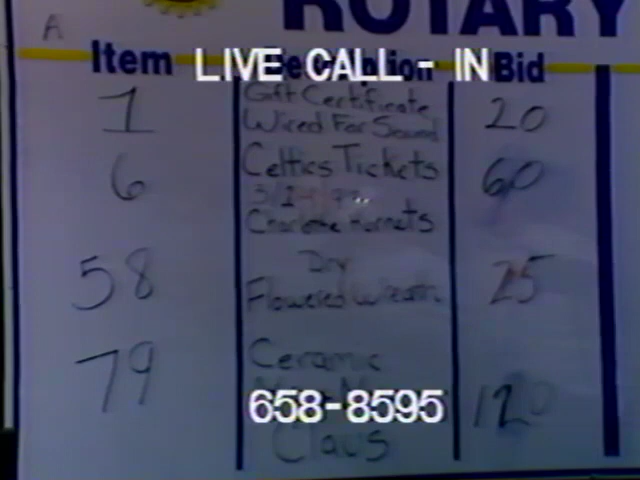 ROTARY
A
Item LIVE CALL - IN Bid
1 Gift Certificate Wired For Sound 20
6 Celtics Tickets Charlotte Hornets 60
58 Dry Flowered Wreath 25
79 Ceramic Claus 120
658-8595